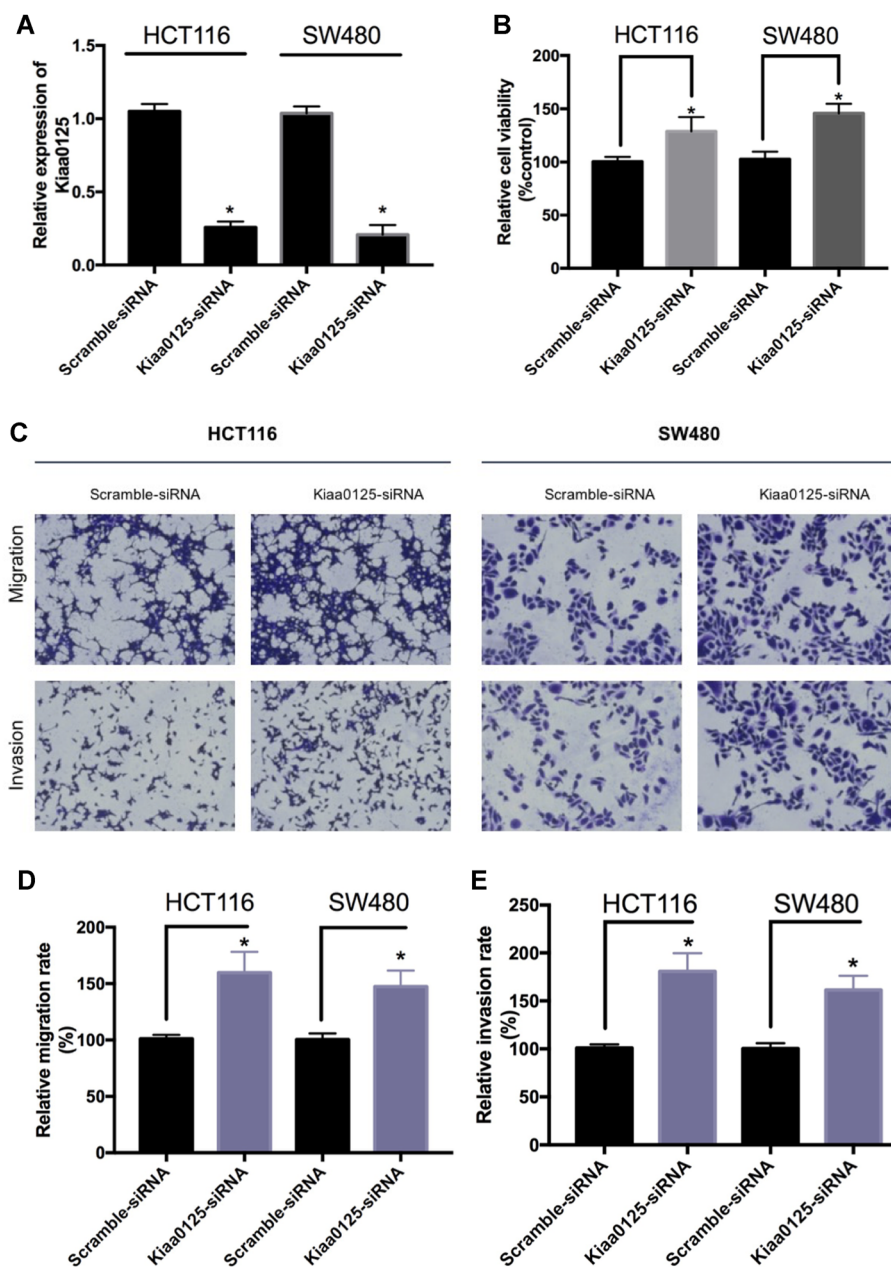 A
HCT116 SW480
Relative expression of
Kiaa0125
1.5
1.0
0.5
0.0
* *
Scramble-siRNA Kiaa0125-siRNA Scramble-siRNA Kiaa0125-siRNA
B
HCT116 SW480
Relative cell viability
(%control)
200
150
100
50
0
* *
Scramble-siRNA Kiaa0125-siRNA Scramble-siRNA Kiaa0125-siRNA
C
HCT116 SW480
Scramble-siRNA Kiaa0125-siRNA Scramble-siRNA Kiaa0125-siRNA
Migration
Invasion
D
HCT116 SW480
Relative migration rate
(%)
200
150
100
50
0
* *
Scramble-siRNA Kiaa0125-siRNA Scramble-siRNA Kiaa0125-siRNA
E
HCT116 SW480
Relative invasion rate
(%)
250
200
150
100
50
0
* *
Scramble-siRNA Kiaa0125-siRNA Scramble-siRNA Kiaa0125-siRNA